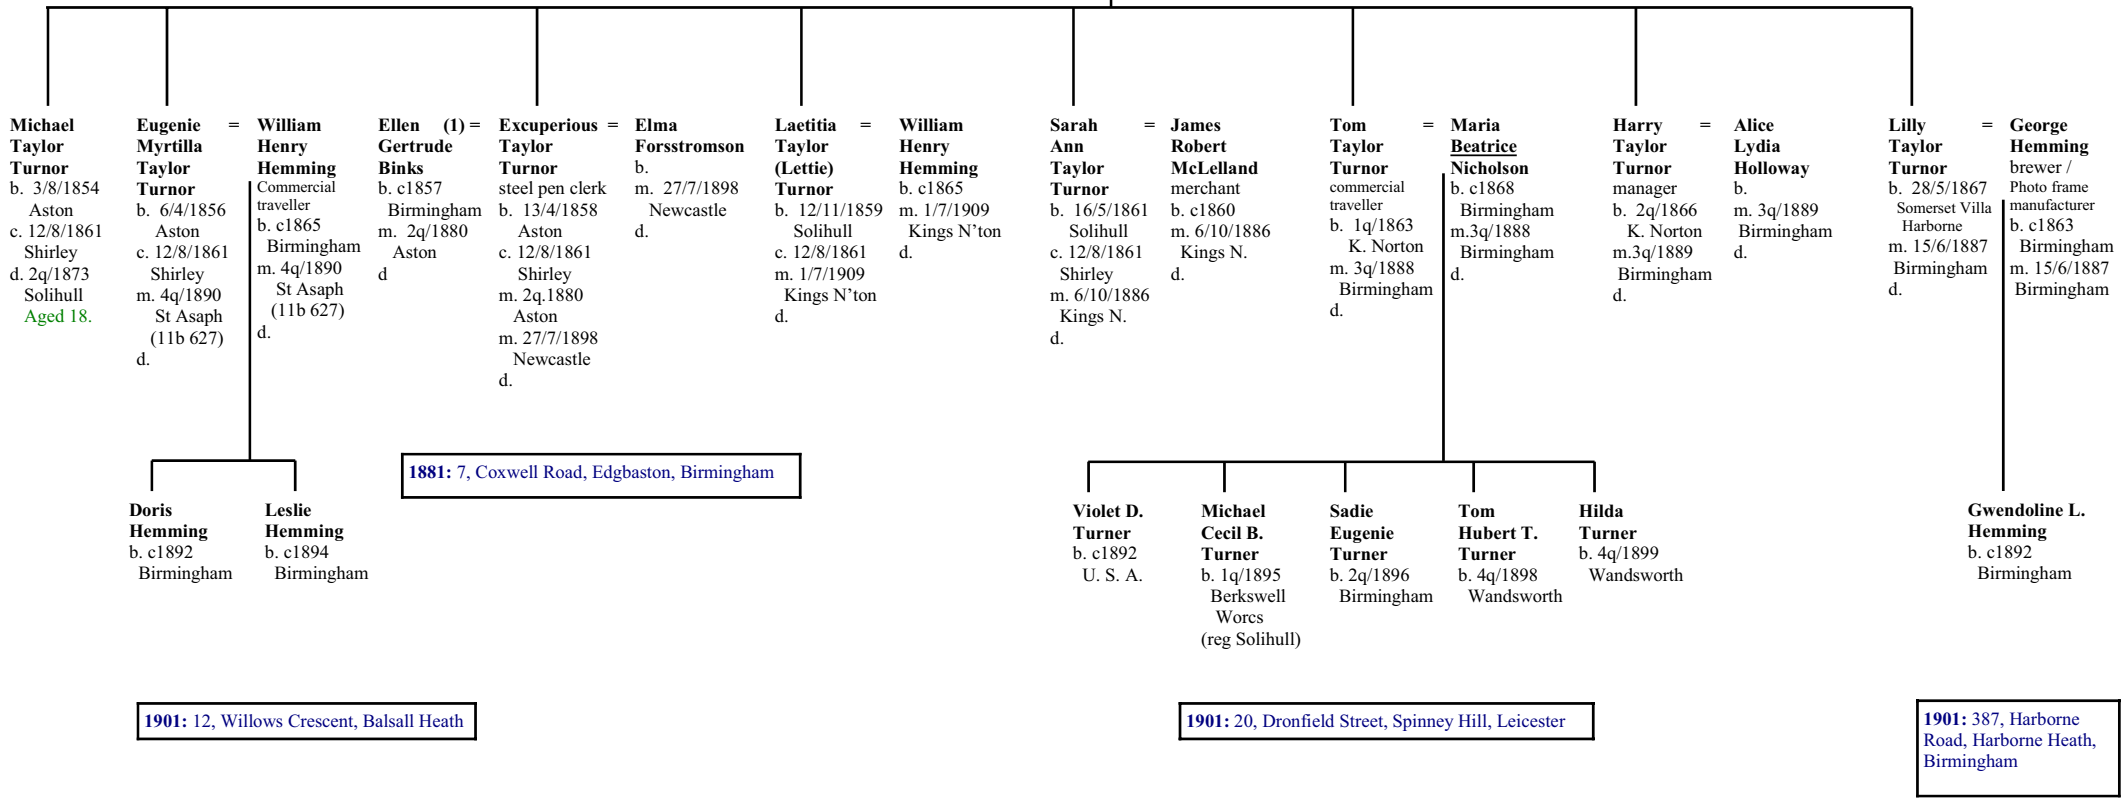 Michael
Taylor
Turnor
b. 3/8/1854
Aston
c. 12/8/1861
Shirley
d. 2q/1873
Solihull
Aged 18.
Eugenie =
Myrtilla
Taylor
Turnor
b. 6/4/1856
Aston
c. 12/8/1861
Shirley
m. 4q/1890
St Asaph
(11b 627)
d.
William
Henry
Hemming
Commercial
traveller
b. c1865
Birmingham
m. 4q/1890
St Asaph
(11b 627)
d.
Ellen (1) =
Gertrude
Binks
b. c1857
Birmingham
m. 2q/1880
Aston
d
Excuperious =
Taylor
Turnor
steel pen clerk
b. 13/4/1858
Aston
c. 12/8/1861
Shirley
m. 2q.1880
Aston
m. 27/7/1898
Newcastle
d.
Elma
Forsstromson
b.
m. 27/7/1898
Newcastle
d.
Laetitia =
Taylor
(Lettie)
Turnor
b. 12/11/1859
Solihull
c. 12/8/1861
m. 1/7/1909
Kings N'ton
d.
William
Henry
Hemming
b. c1865
m. 1/7/1909
Kings N'ton
d.
Sarah =
Ann
Taylor
Turnor
b. 16/5/1861
Solihull
c. 12/8/1861
Shirley
m. 6/10/1886
Kings N.
d.
James
Robert
McLelland
merchant
b. c1860
m. 6/10/1886
Kings N.
d.
Tom =
Taylor
Turnor
commercial
traveller
b. 1q/1863
K. Norton
m. 3q/1888
Birmingham
d.
Maria
Beatrice
Nicholson
b. c1868
Birmingham
m.3q/1888
Birmingham
d.
Harry =
Taylor
Turnor
manager
b. 2q/1866
K. Norton
m.3q/1889
Birmingham
d.
Alice
Lydia
Holloway
b.
m. 3q/1889
Birmingham
d.
Lilly =
Taylor
Turnor
b. 28/5/1867
Somerset Villa
Harborne
m. 15/6/1887
Birmingham
d.
George
Hemming
brewer /
Photo frame
manufacturer
b. c1863
Birmingham
m. 15/6/1887
Birmingham
1881: 7, Coxwell Road, Edgbaston, Birmingham
Doris
Hemming
b. c1892
Birmingham
Leslie
Hemming
b. c1894
Birmingham
Violet D.
Turner
b. c1892
U. S. A.
Michael
Cecil B.
Turner
b. 1q/1895
Berkswell
Worcs
(reg Solihull)
Sadie
Eugenie
Turner
b. 2q/1896
Birmingham
Tom
Hubert T.
Turner
b. 4q/1898
Wandsworth
Hilda
Turner
b. 4q/1899
Wandsworth
Gwendoline L.
Hemming
b. c1892
Birmingham
1901: 12, Willows Crescent, Balsall Heath
1901: 20, Dronfield Street, Spinney Hill, Leicester
1901: 387, Harborne
Road, Harborne Heath,
Birmingham